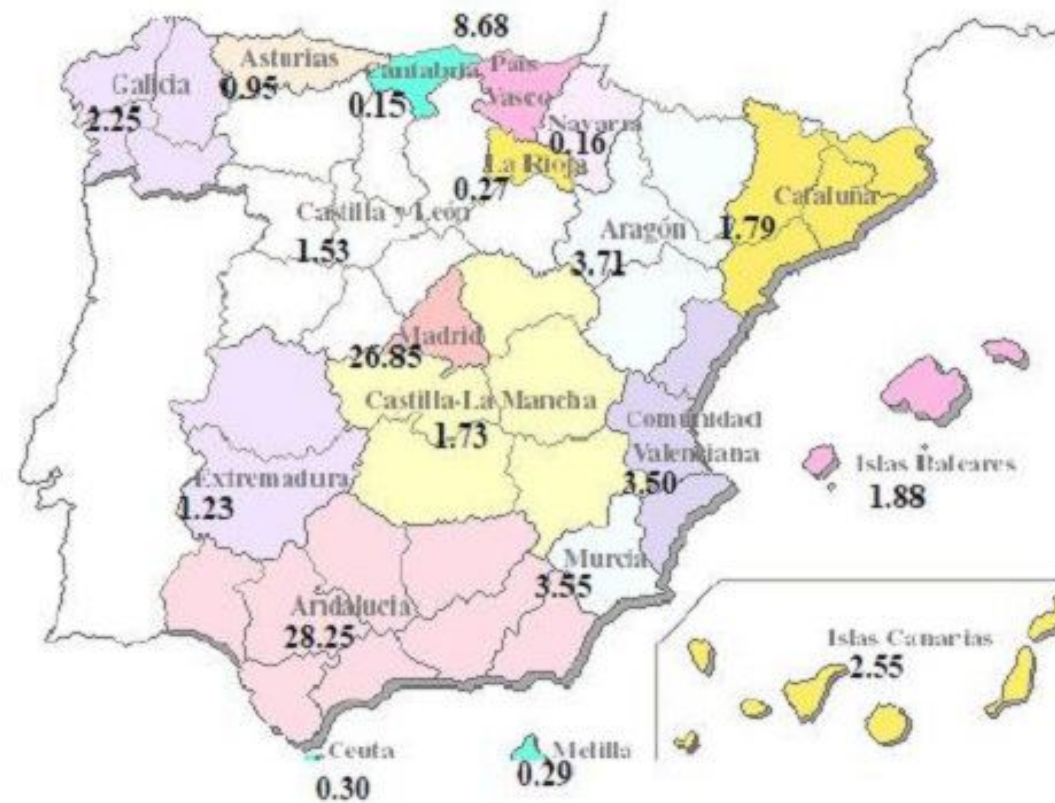 8.68
Asturias
0.95
Cantabria
0.15
País
Vasco
Galicia
2.25
Navarra
0.16
La Rioja
0.27
Castilla y León
1.53
Aragón
3.71
Cataluña
1.79
Madrid
26.85
Castilla-La Mancha
1.73
Comunidad
Valenciana
3.50
Islas Baleares
1.88
Extremadura
1.23
Murcia
3.55
Andalucía
28.25
Islas Canarias
2.55
Ceuta
0.30
Melilla
0.29